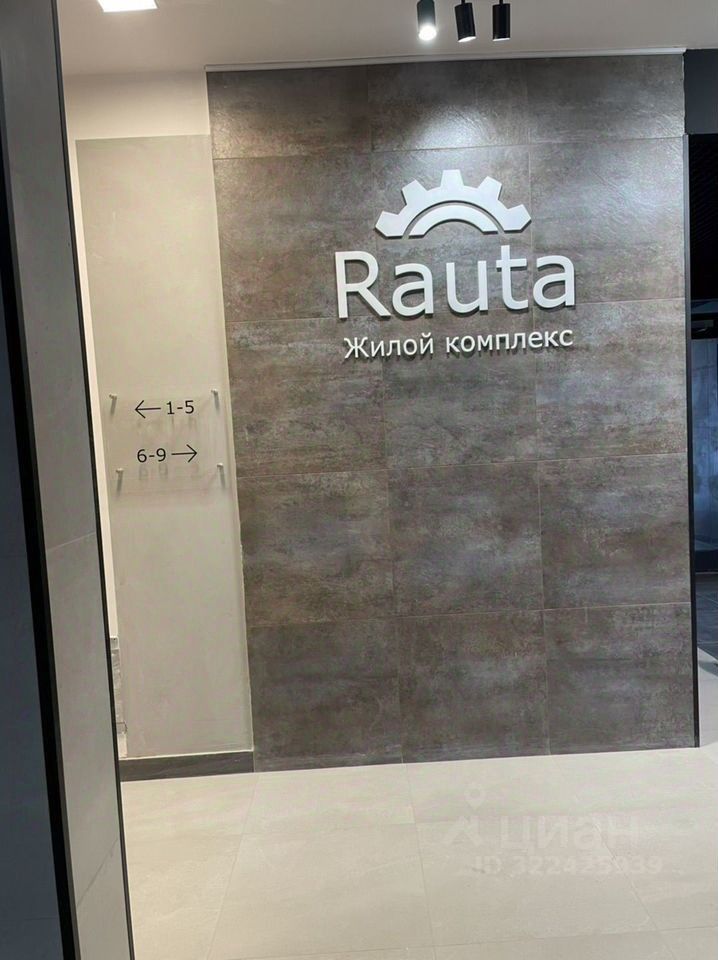 Rauta
Жилой комплекс
← 1-5
6-9 →
циан
ID 322425939